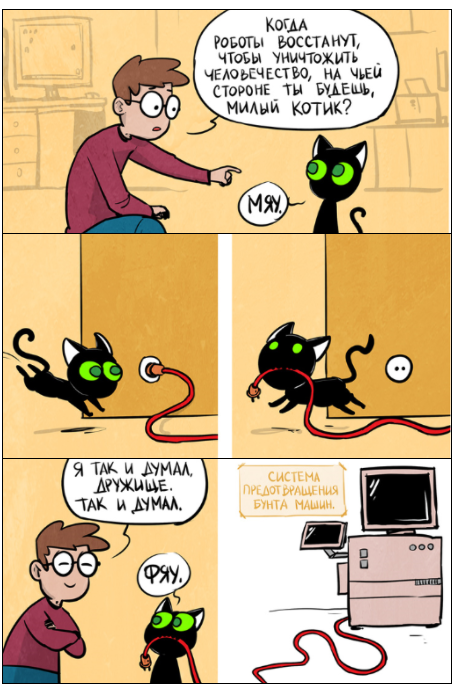 КОГДА
РОБОТЫ ВОССТАНУТ,
ЧТОБЫ УНИЧТОЖИТЬ
ЧЕЛОВЕЧЕСТВО, НА ЧЬЕЙ
СТОРОНЕ ТЫ БУДЕШЬ,
МИЛЫЙ КОТИК?
МЯУ.
Я ТАК И ДУМАЛ,
ДРУЖИЩЕ.
ТАК И ДУМАЛ.
ФЯУ.
СИСТЕМА
ПРЕДОТВРАЩЕНИЯ
БУНТА МАШИН.